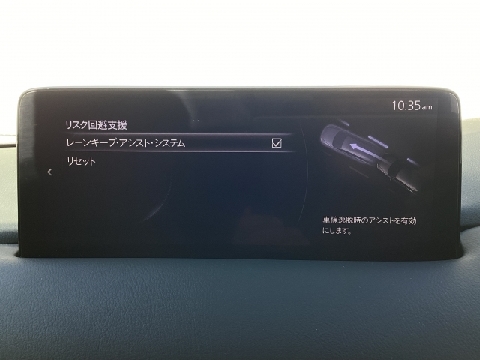 10:35am
リスク回避支援
レーンキープ・アシスト・システム
リセット
車線逸脱時のアシストを有効
にします。